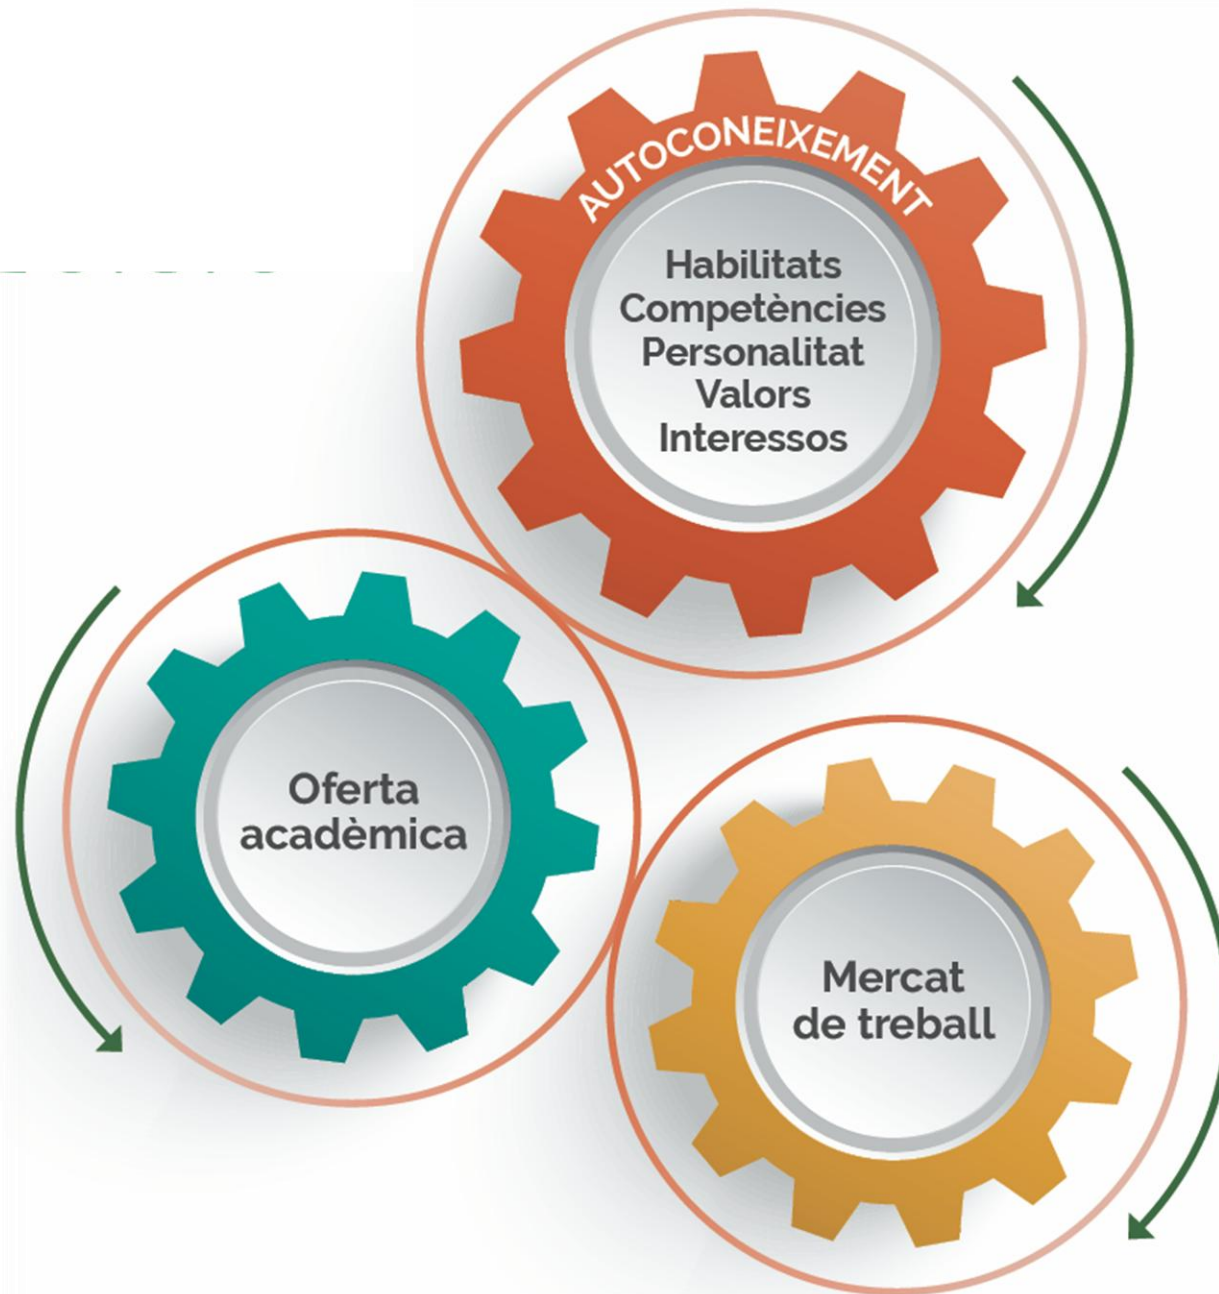 AUTOCONEIXEMENT
Habilitats
Competències
Personalitat
Valors
Interessos
Oferta
acadèmica
Mercat
de treball